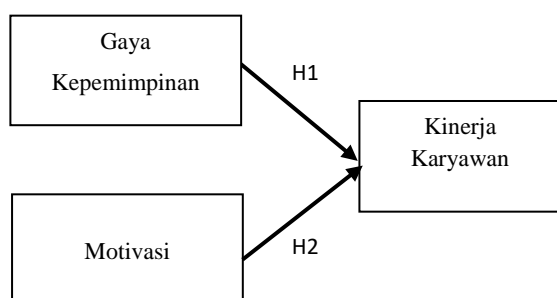 Gaya
Kepemimpinan
H1
Kinerja
Karyawan
Motivasi
H2